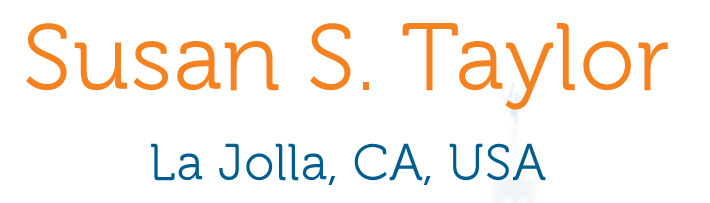 Susan S. Taylor
La Jolla, CA, USA